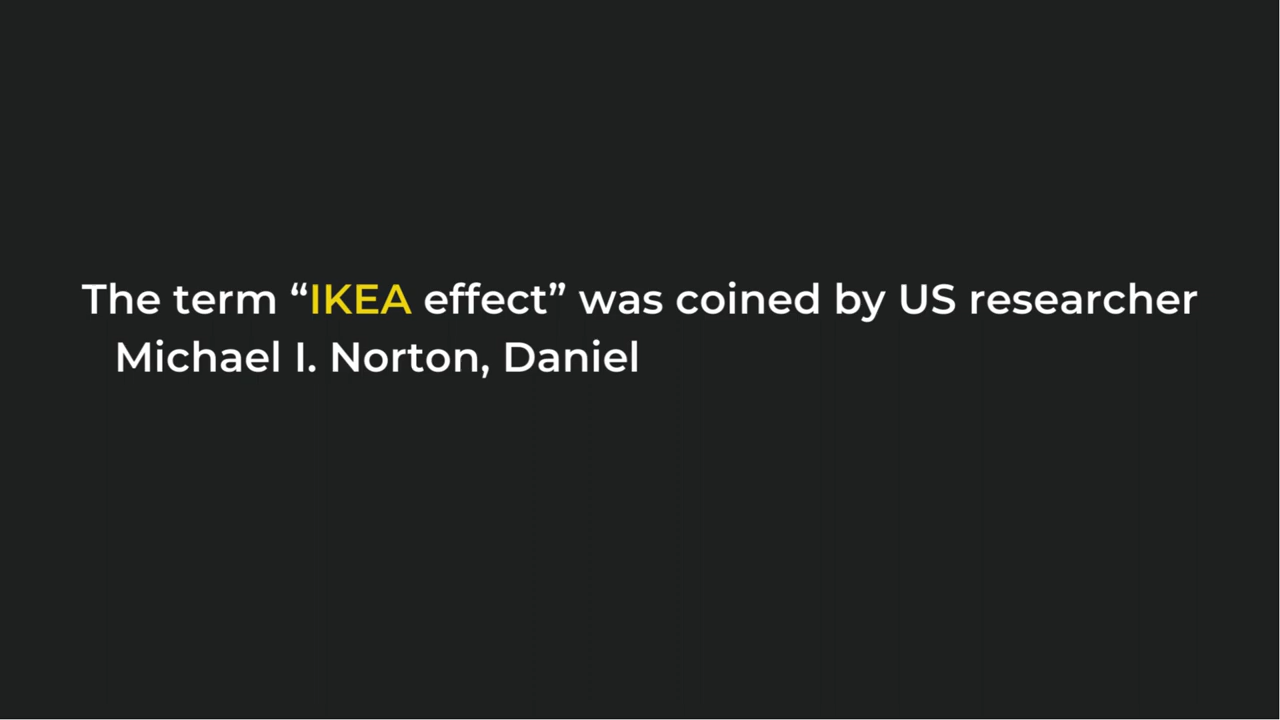 The term “IKEA effect” was coined by US researcher
Michael I. Norton, Daniel